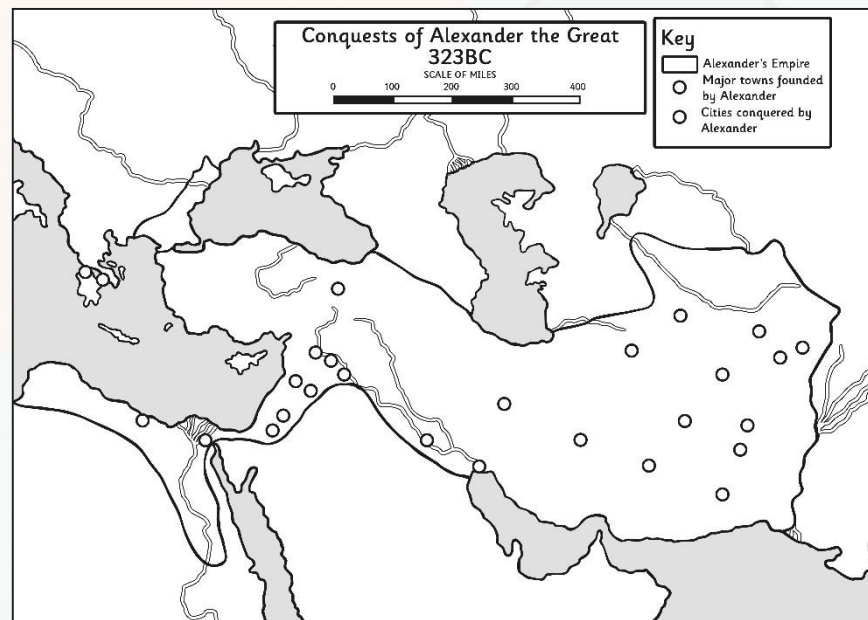 Conquests of Alexander the Great
323BC
SCALE OF MILES
0 100 200 300 400
Key
Alexander's Empire
Major towns founded
by Alexander
Cities conquered by
Alexander